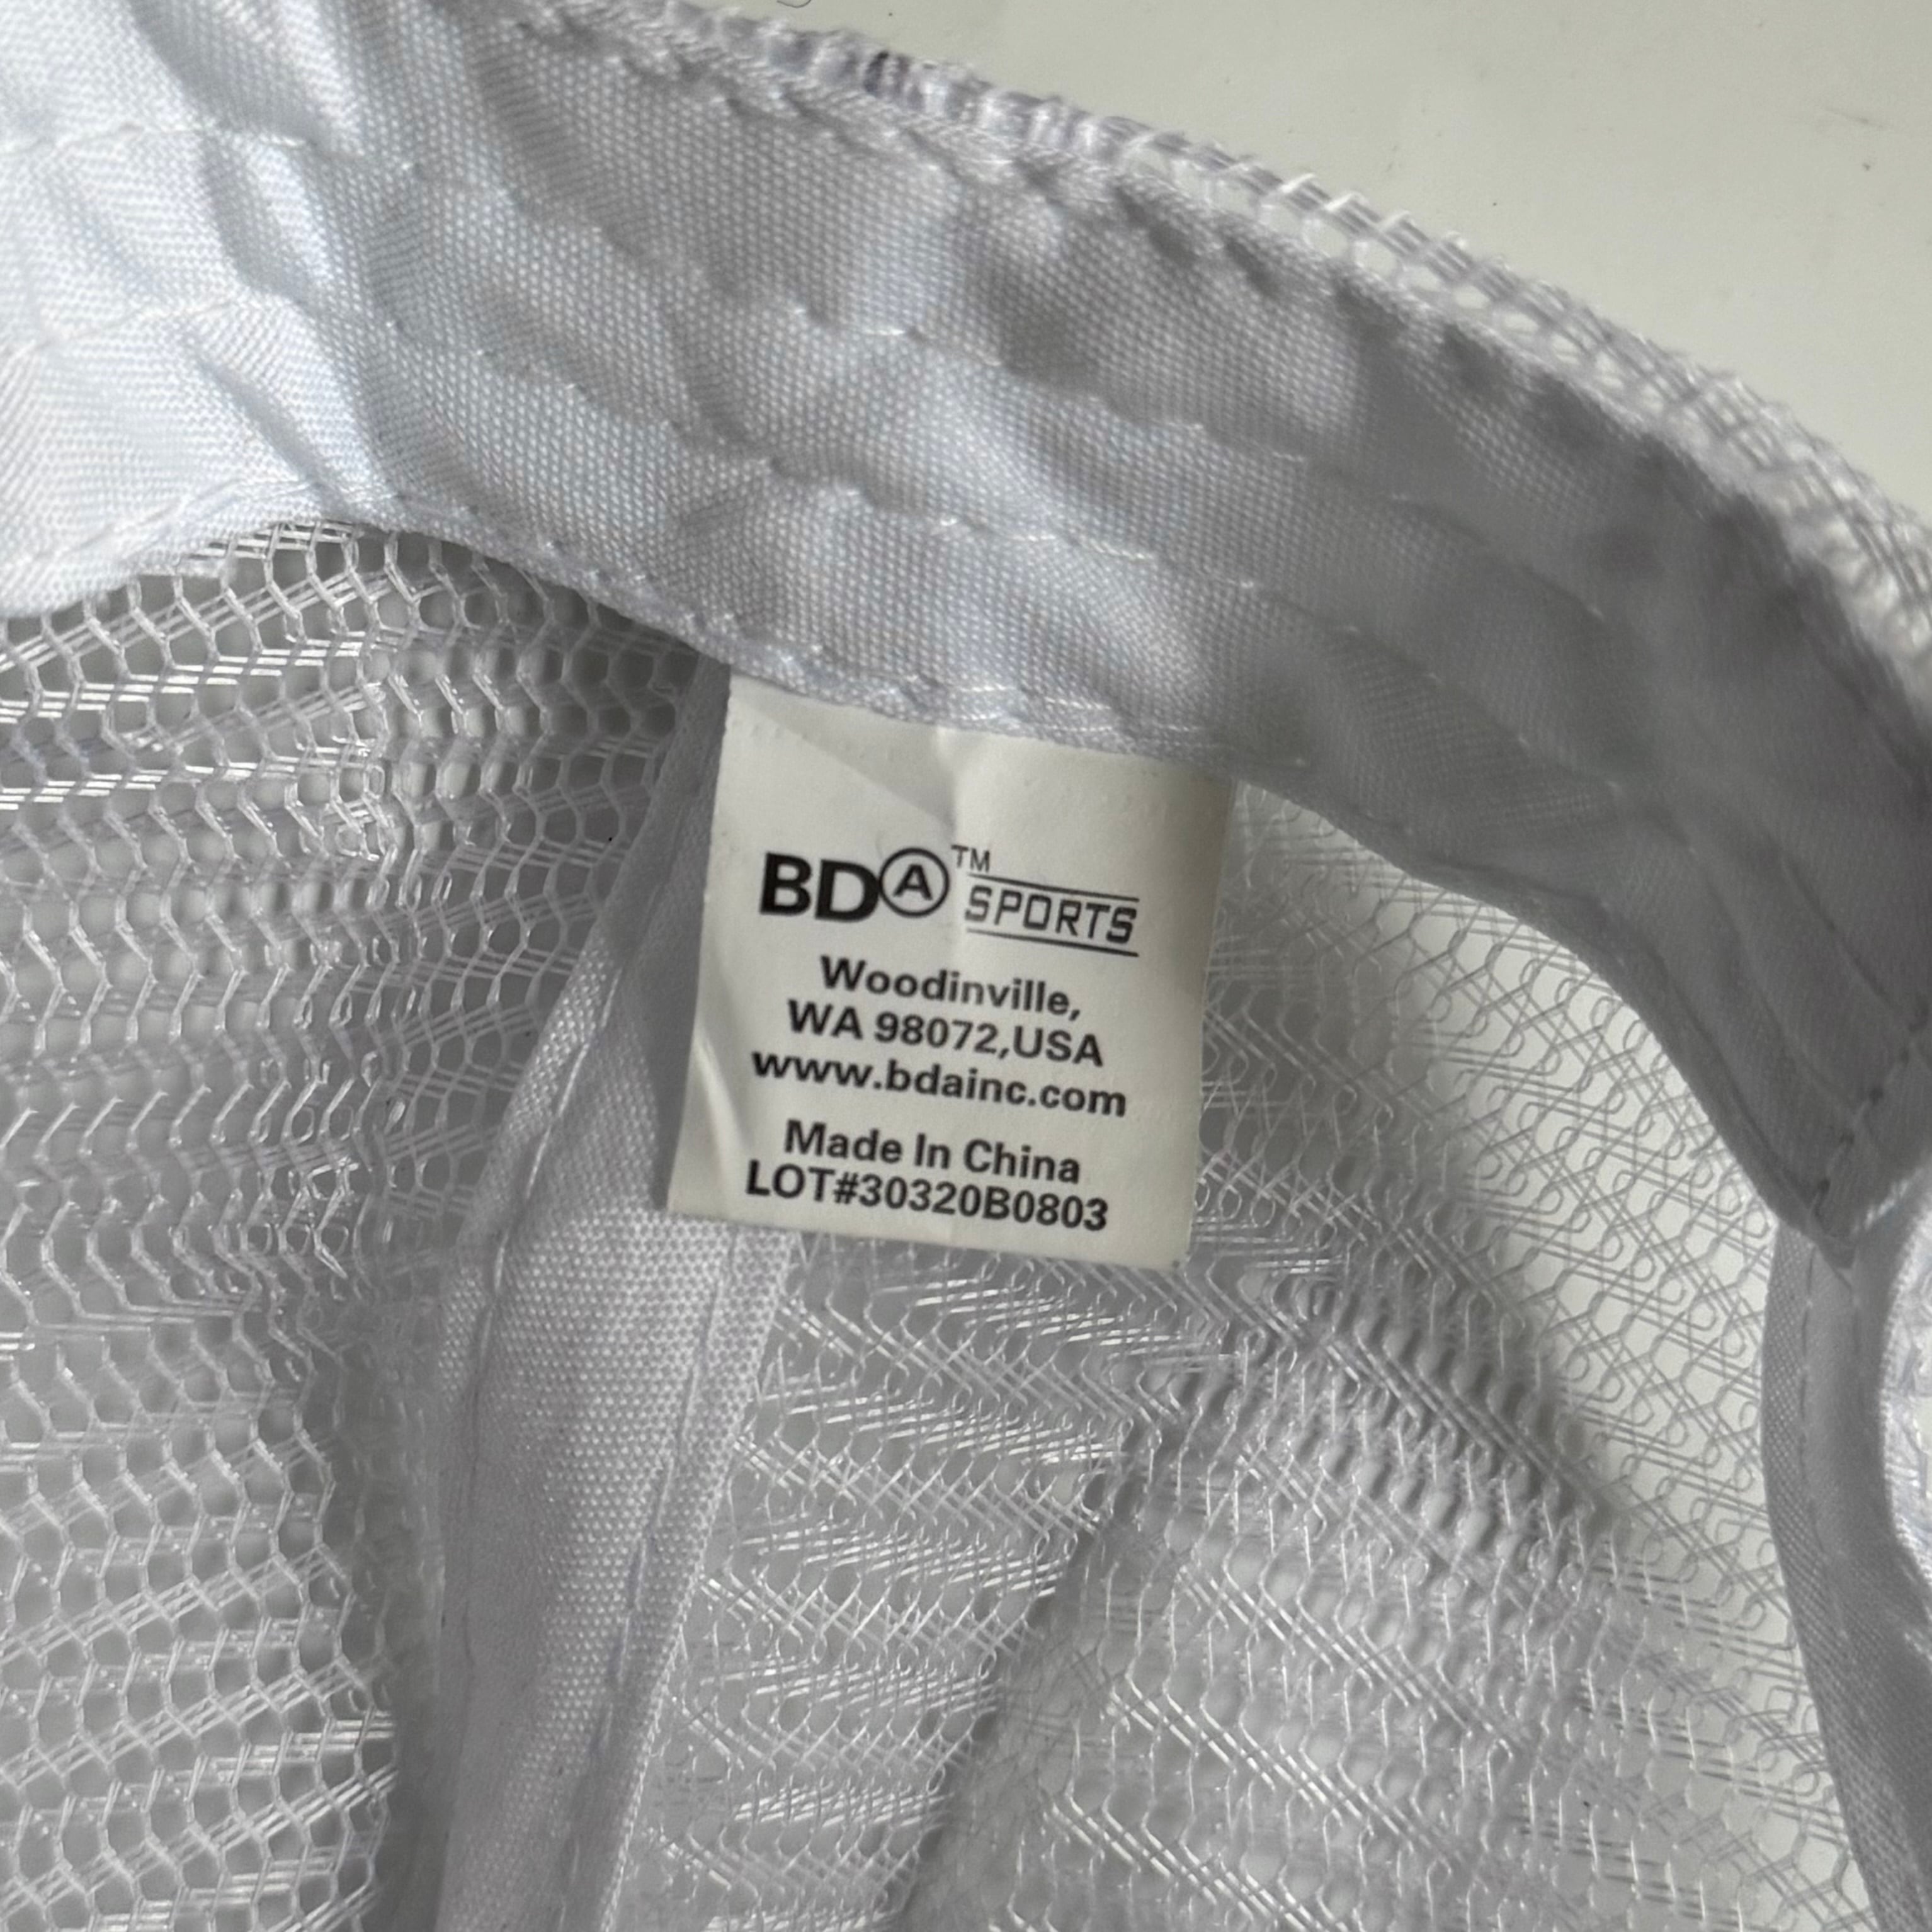 BDA™ SPORTS
Woodinville,
WA 98072,USA
www.bdainc.com
Made In China
LOT#30320B0803